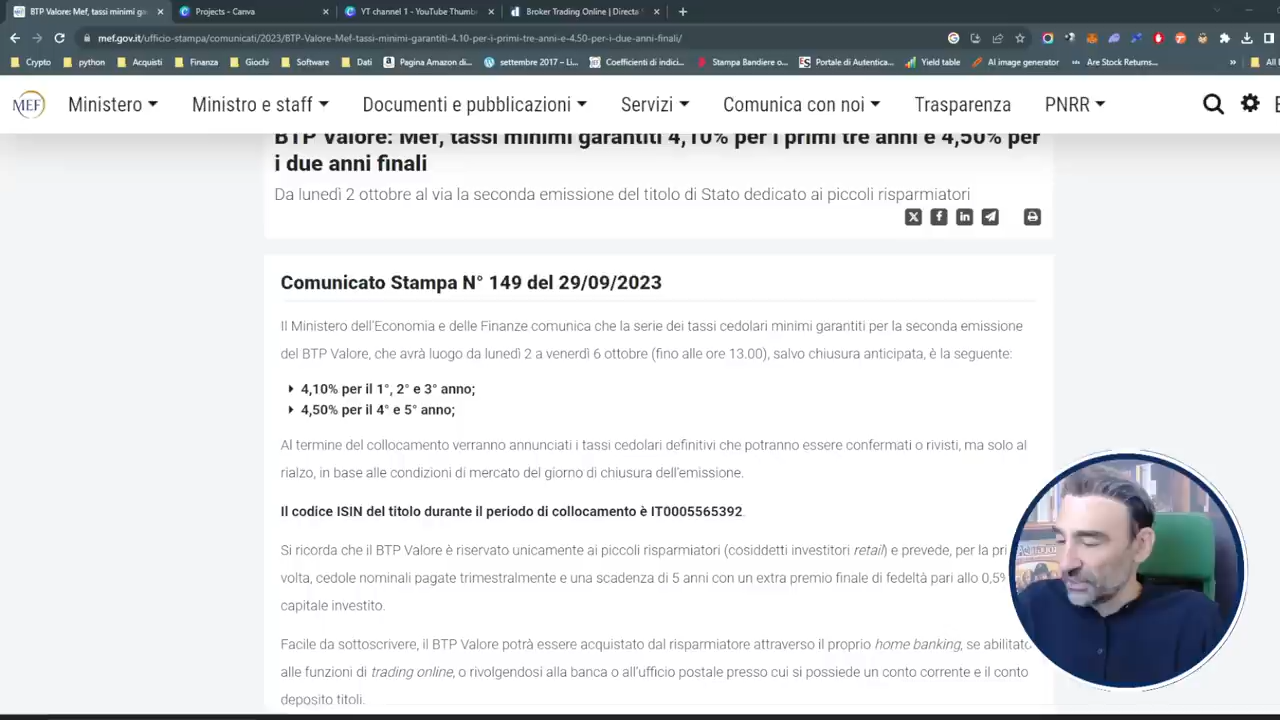 BTP Valore: Mef, tassi minimi ga
Projects - Canva
YT channel 1 - YouTube Thumb
Broker Trading Online | Directa
mef.gov.it/ufficio-stampa/comunicati/2023/BTP-Valore-Mef-tassi-minimi-garantiti-4.10-per-i-primi-tre-anni-e-4.50-per-i-due-anni-finali/
Crypto
python
Acquisti
Finanza
Giochi
Software
Dati
Pagina Amazon di...
settembre 2017 – Li...
Coefficienti di indici...
Stampa Bandiere o...
Portale di Autentica...
Yield table
AI image generator
Are Stock Returns...
»
All
MEF
Ministero
Ministro e staff
Documenti e pubblicazioni
Servizi
Comunica con noi
Trasparenza
PNRR
BTP Valore: Mef, tassi minimi garantiti 4,10% per i primi tre anni e 4,50% per
i due anni finali
Da lunedì 2 ottobre al via la seconda emissione del titolo di Stato dedicato ai piccoli risparmiatori
Comunicato Stampa N° 149 del 29/09/2023
Il Ministero dell'Economia e delle Finanze comunica che la serie dei tassi cedolari minimi garantiti per la seconda emissione
del BTP Valore, che avrà luogo da lunedì 2 a venerdì 6 ottobre (fino alle ore 13.00), salvo chiusura anticipata, è la seguente:
4,10% per il 1°, 2° e 3° anno;
4,50% per il 4° e 5° anno;
Al termine del collocamento verranno annunciati i tassi cedolari definitivi che potranno essere confermati o rivisti, ma solo al
rialzo, in base alle condizioni di mercato del giorno di chiusura dell'emissione.
Il codice ISIN del titolo durante il periodo di collocamento è IT0005565392.
Si ricorda che il BTP Valore è riservato unicamente ai piccoli risparmiatori (cosiddetti investitori retail) e prevede, per la pri
volta, cedole nominali pagate trimestralmente e una scadenza di 5 anni con un extra premio finale di fedeltà pari allo 0,5%
capitale investito.
Facile da sottoscrivere, il BTP Valore potrà essere acquistato dal risparmiatore attraverso il proprio home banking, se abilitato
alle funzioni di trading online, o rivolgendosi alla banca o all'ufficio postale presso cui si possiede un conto corrente e il conto
deposito titoli.